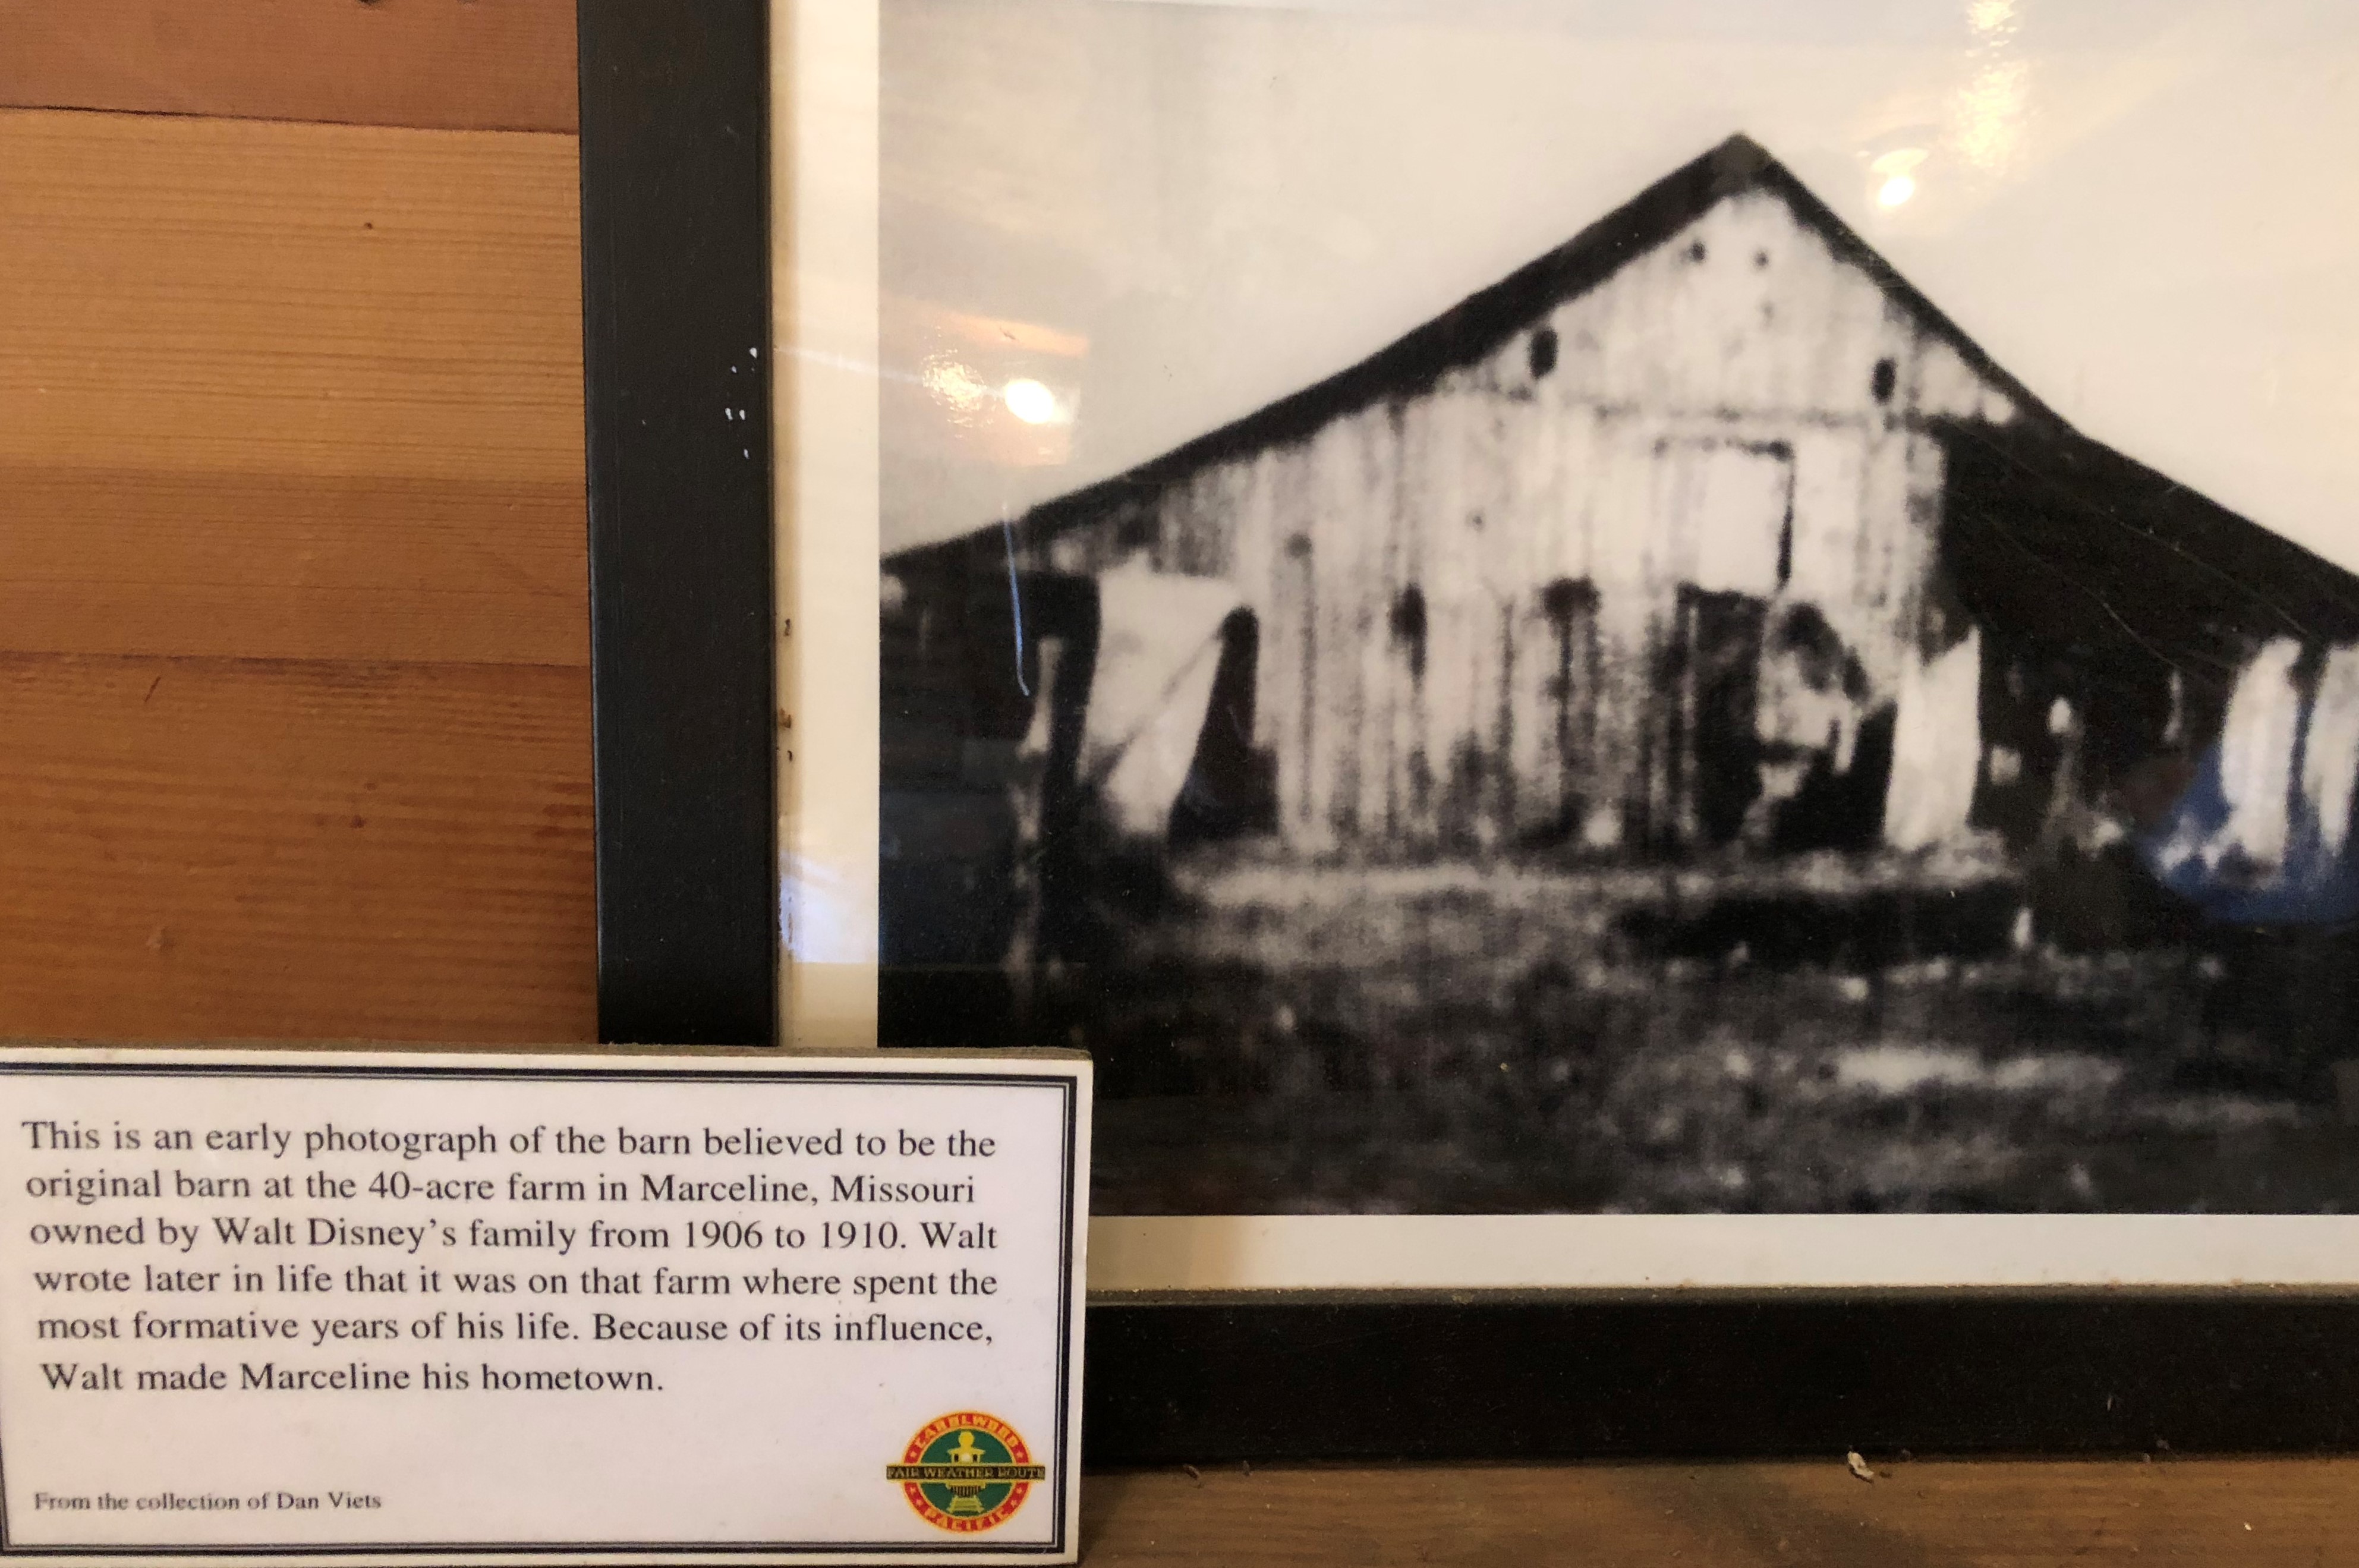 This is an early photograph of the barn believed to be the
original barn at the 40-acre farm in Marceline, Missouri
owned by Walt Disney’s family from 1906 to 1910. Walt
wrote later in life that it was on that farm where spent the
most formative years of his life. Because of its influence,
Walt made Marceline his hometown.
From the collection of Dan Viets
CAROLWOOD
FAIR WEATHER ROUTE
PACIFIC